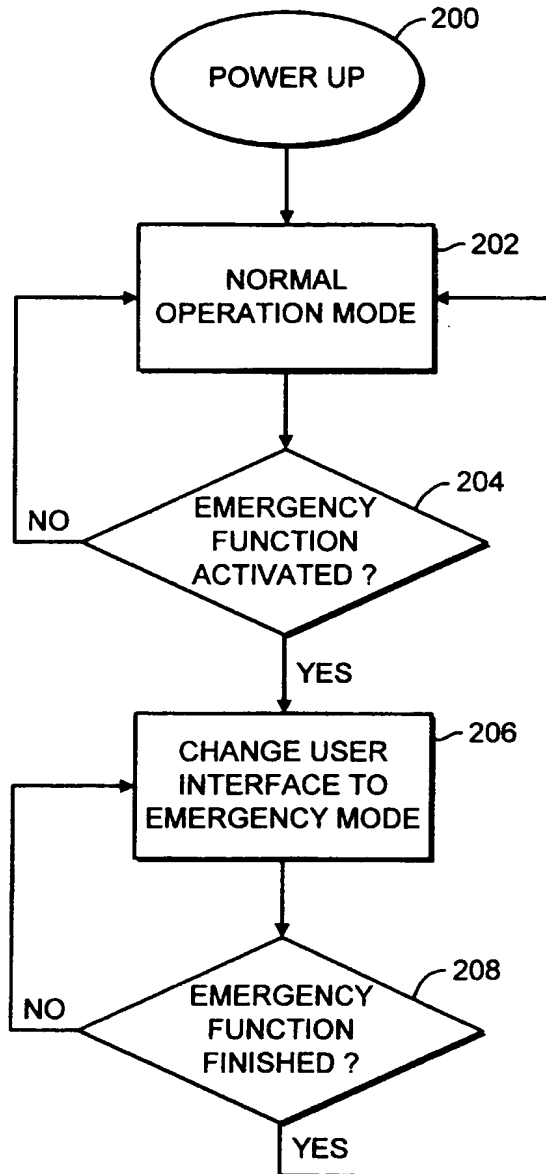 200
POWER UP
202
NORMAL
OPERATION MODE
204
EMERGENCY
FUNCTION
ACTIVATED ?
NO
YES
206
CHANGE USER
INTERFACE TO
EMERGENCY MODE
208
EMERGENCY
FUNCTION
FINISHED ?
NO
YES